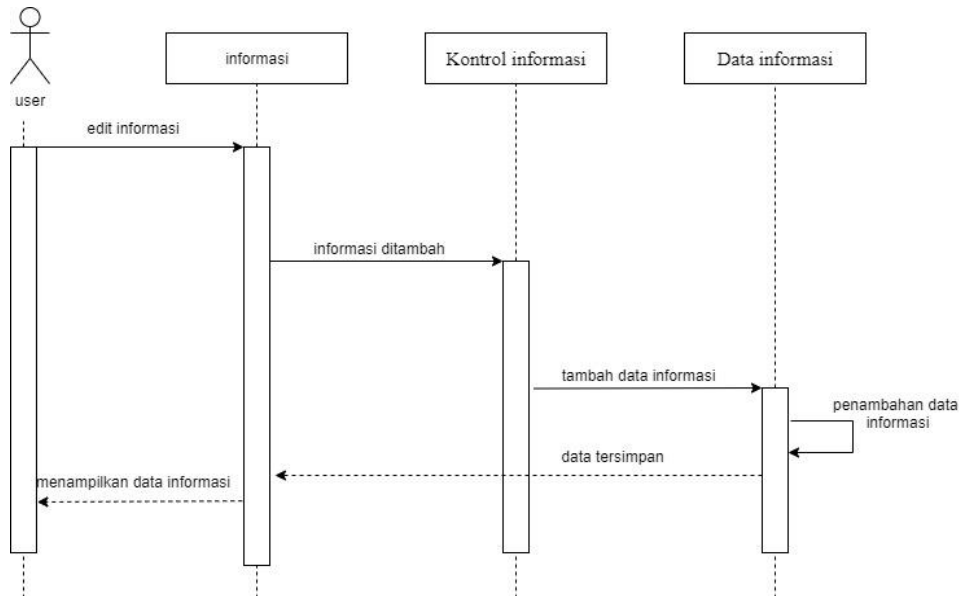 user
informasi
Kontrol informasi
Data informasi
edit informasi
informasi ditambah
tambah data informasi
penambahan data
informasi
data tersimpan
menampilkan data informasi